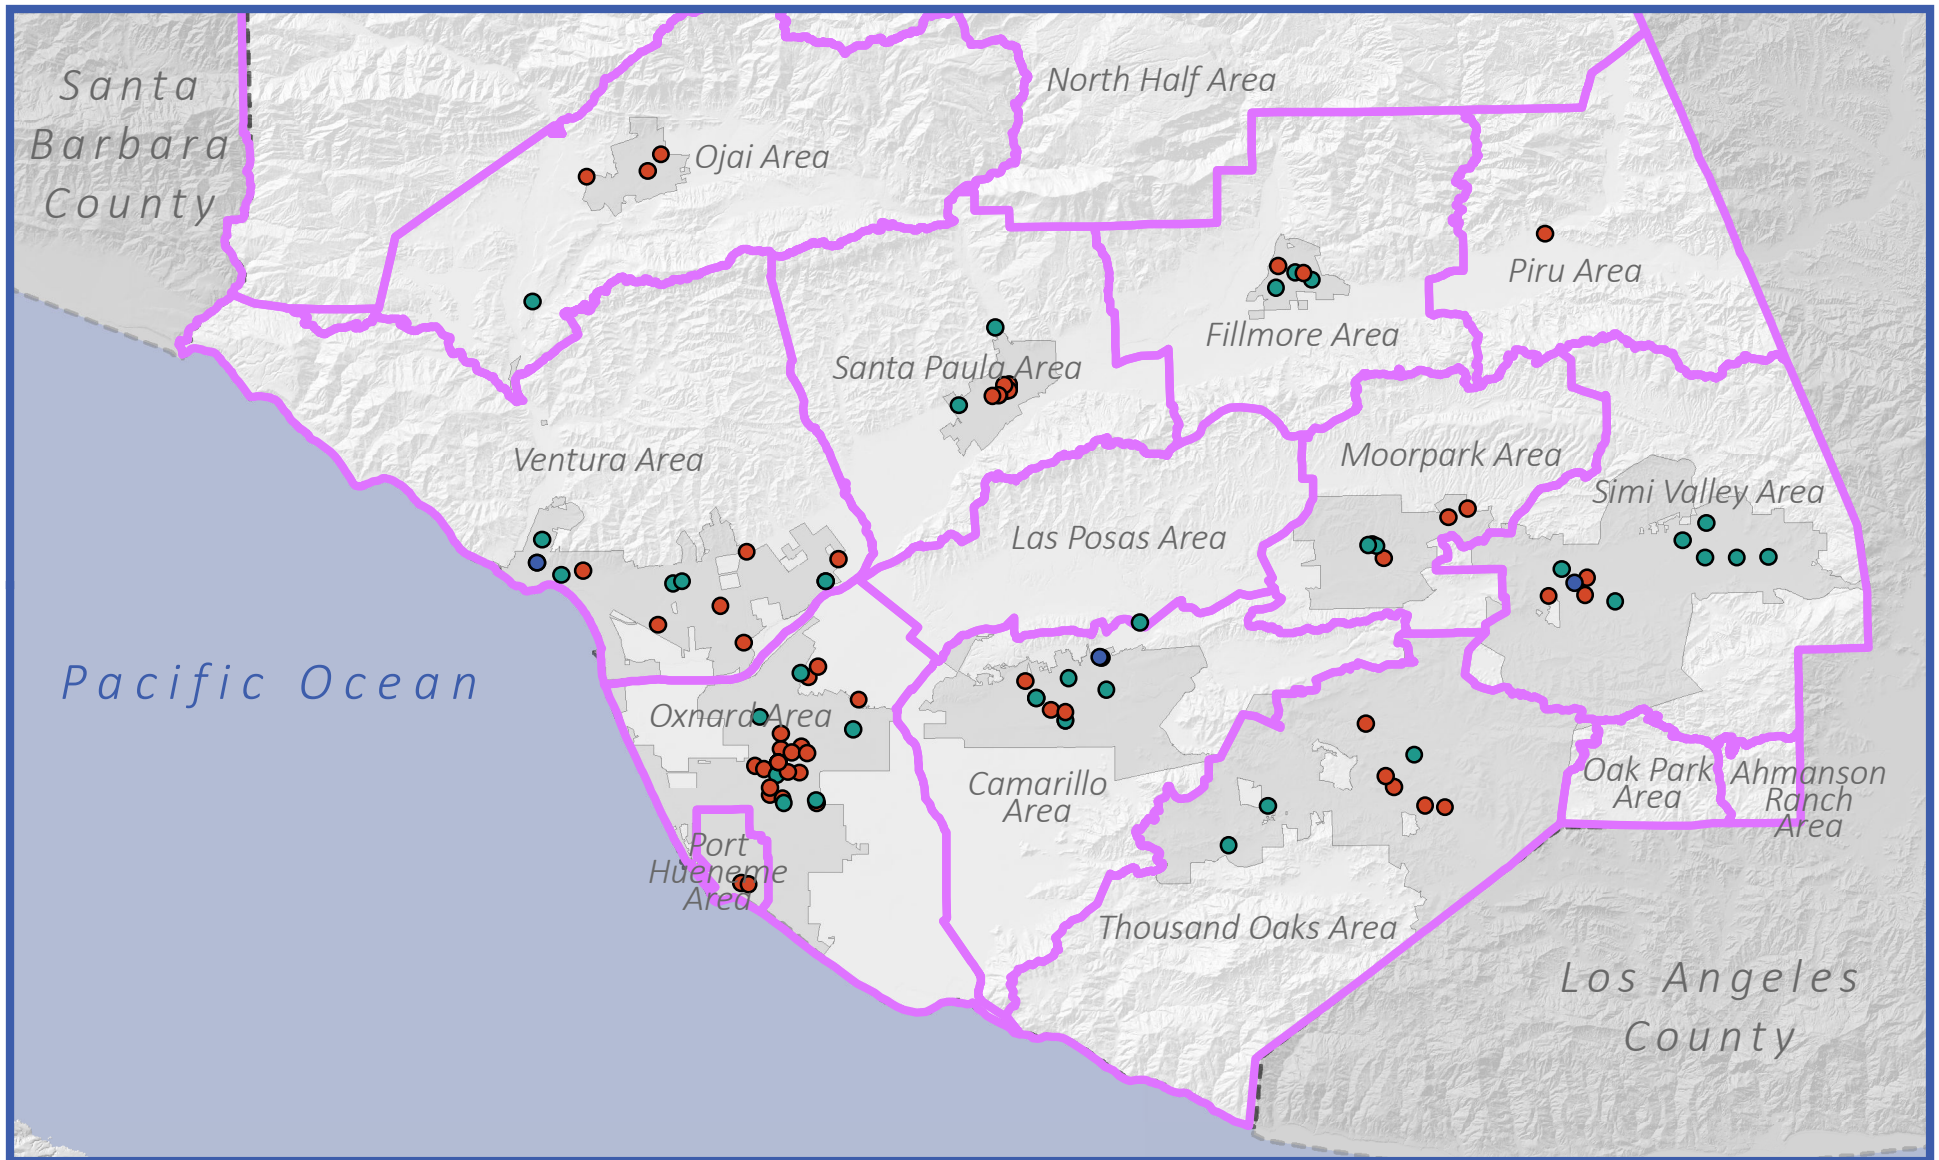 Santa
Barbara
County
North Half Area
Ojai Area
Piru Area
Fillmore Area
Santa Paula Area
Ventura Area
Moorpark Area
Simi Valley Area
Las Posas Area
Pacific Ocean
Oxnard Area
Camarillo
Area
Oak Park
Area
Ahmanson
Ranch
Area
Port
Hueneme
Area
Thousand Oaks Area
Los Angeles
County